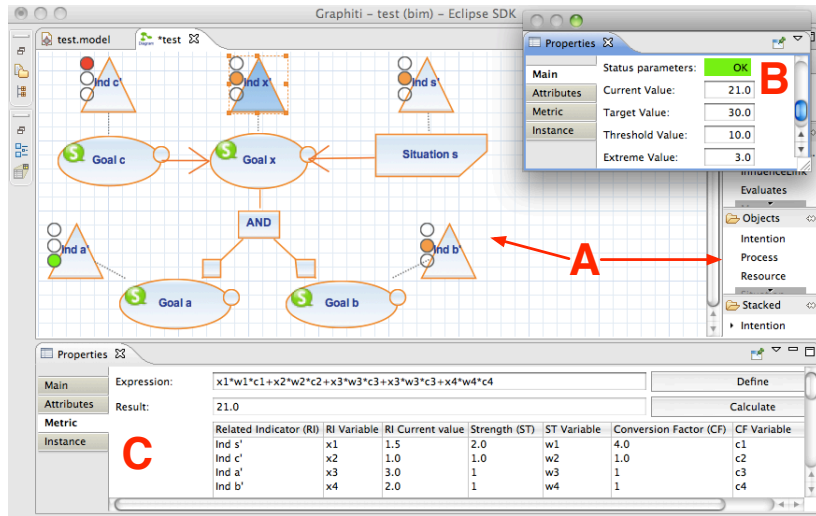 Graphiti – test (bim) – Eclipse SDK
test.model
*test
Ind c'
Ind x'
Ind s'
Goal c
Goal x
Situation s
AND
Ind a'
Ind b'
Goal a
Goal b
A
Properties
Main
Attributes
Metric
Instance
Status parameters: OK
Current Value: 21.0
Target Value: 30.0
Threshold Value: 10.0
Extreme Value: 3.0
B
InfluenceLink
Evaluates
Objects
Intention
Process
Resource
Stacked
Intention
Properties
Main
Attributes
Metric
Instance
C
Expression: x1*w1*c1+x2*w2*c2+x3*w3*c3+x3*w3*c3+x4*w4*c4 Define
Result: 21.0 Calculate
Related Indicator (RI) RI Variable RI Current value Strength (ST) ST Variable Conversion Factor (CF) CF Variable
Ind s' x1 1.5 2.0 w1 4.0 c1
Ind c' x2 1.0 1.0 w2 1.0 c2
Ind a' x3 3.0 1 w3 1 c3
Ind b' x4 2.0 1 w4 1 c4